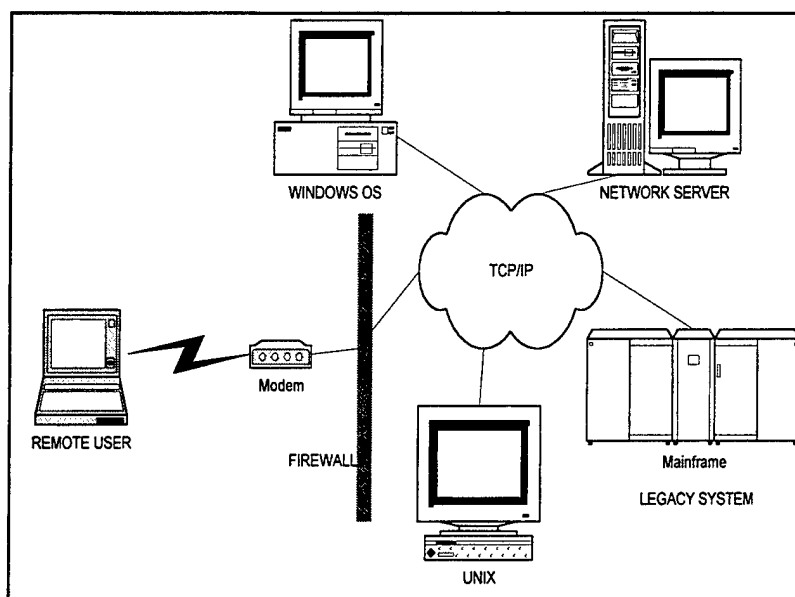 WINDOWS OS
NETWORK SERVER
TCP/IP
REMOTE USER
Modem
FIREWALL
Mainframe
LEGACY SYSTEM
UNIX